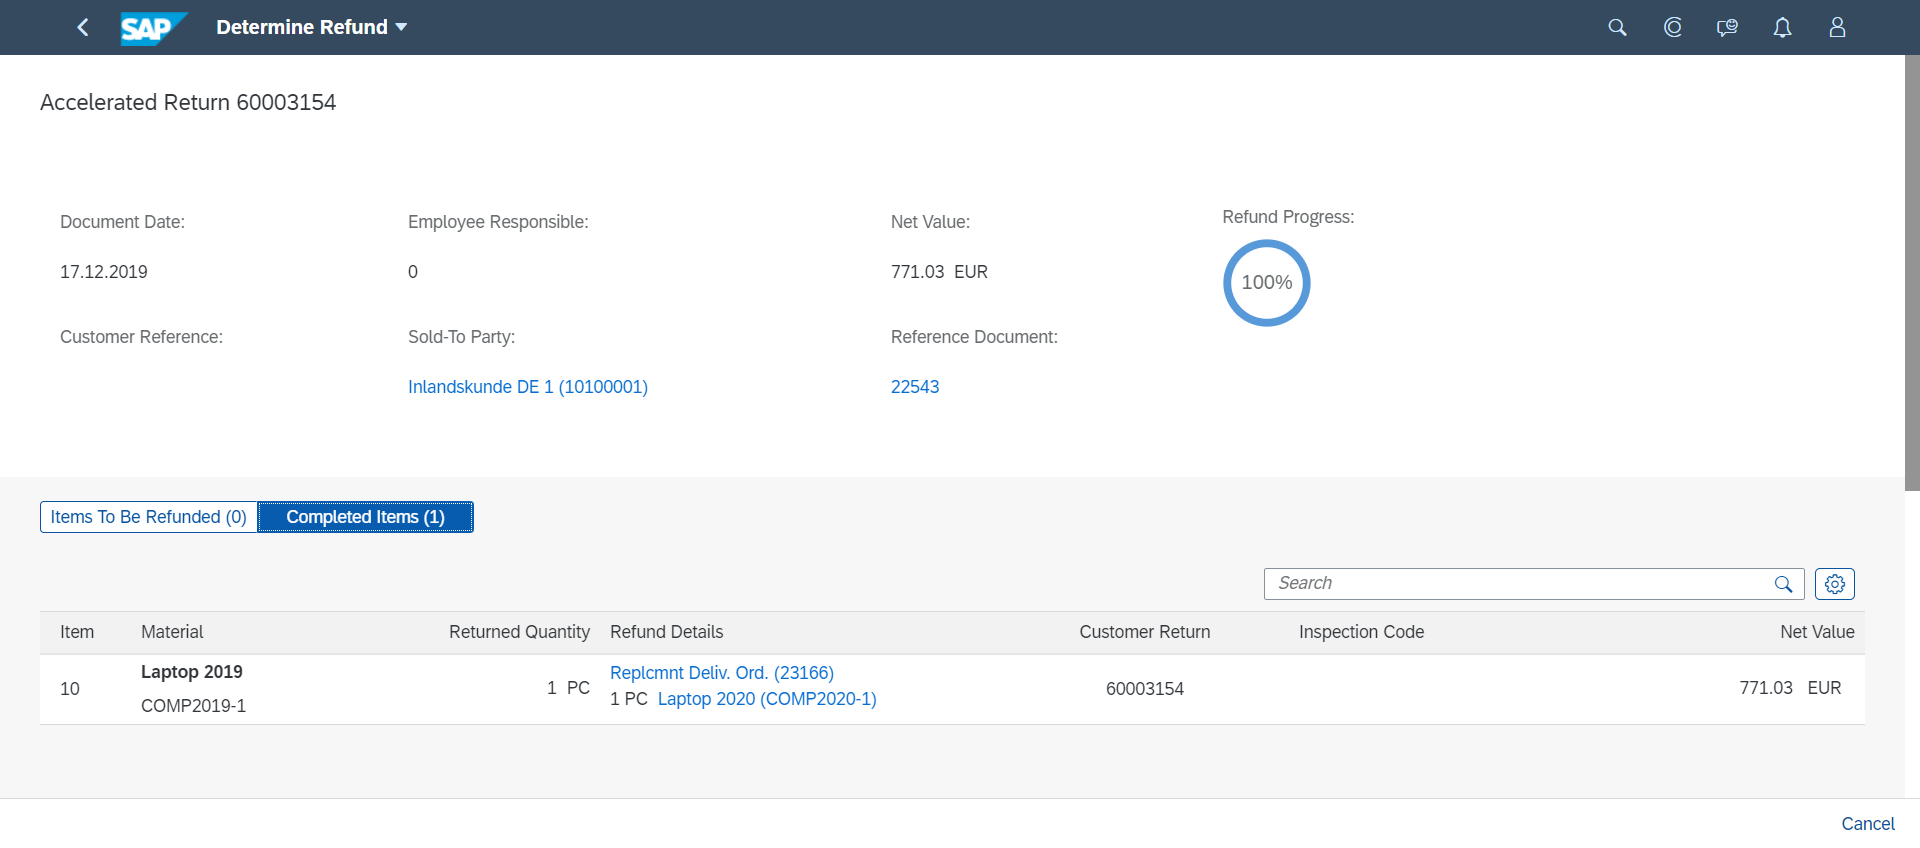 SAP Determine Refund
Accelerated Return 60003154
Document Date: Employee Responsible: Net Value: Refund Progress:
17.12.2019 0 771.03 EUR 100%
Customer Reference: Sold-To Party: Reference Document:
Inlandskunde DE 1 (10100001) 22543
Items To Be Refunded (0) Completed Items (1)
Search
Item Material Returned Quantity Refund Details Customer Return Inspection Code Net Value
10 Laptop 2019 1 PC Replcmnt Deliv. Ord. (23166) 60003154 771.03 EUR
COMP2019-1 1 PC Laptop 2020 (COMP2020-1)
Cancel